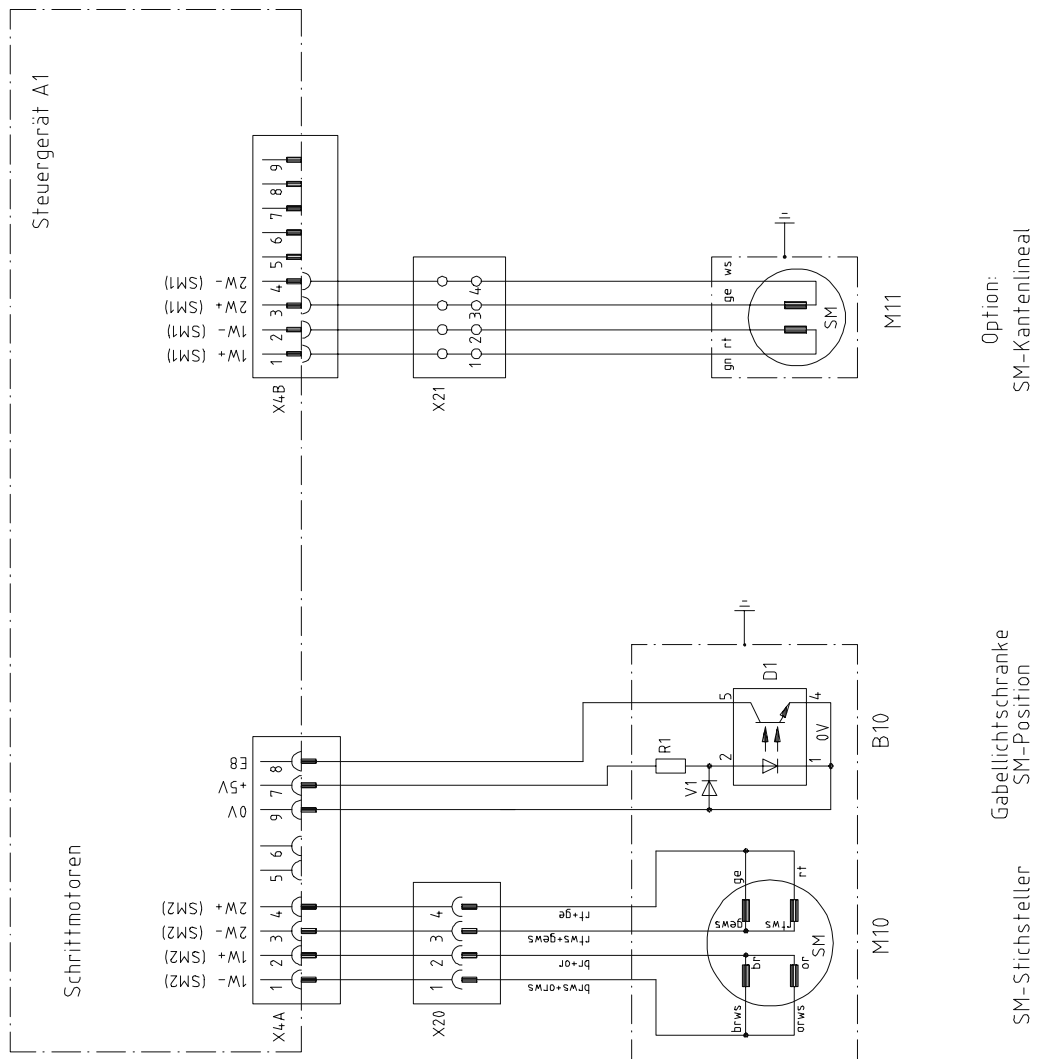 Steuergerät A1
Schrittmotoren
1W+ (SM1)
1W- (SM1)
2W+ (SM1)
2W- (SM1)
1 2 3 4 5 6 7 8 9
X4B
X21
1 2 3 4
gn rt ge ws
SM
M11
Option:
SM-Kantenlineal
1W- (SM2)
1W+ (SM2)
2W- (SM2)
2W+ (SM2)
0V
+5V
E8
1 2 3 4 5 6 9 7 8
X4A
X20
1 2 3 4
brws+orws
br+or
rtws+gews
rt+ge
brws
br
orws
or
gews
ge
rtws
rt
SM
M10
SM-Stichsteller
R1
V1
D1
2
5
1
4
0V
B10
Gabellichtschranke
SM-Position